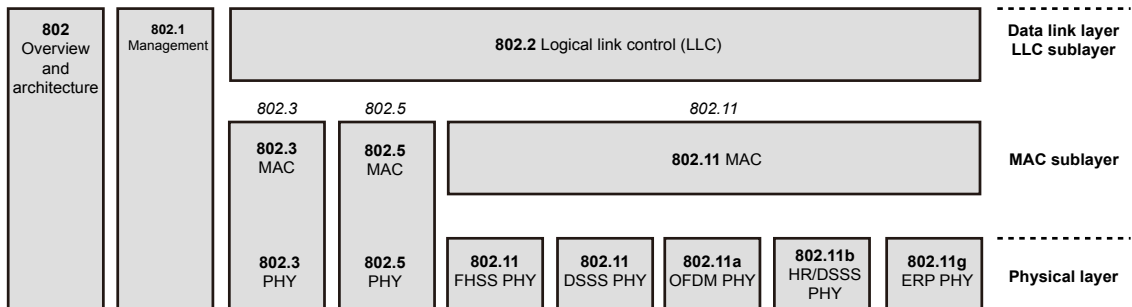 802
Overview
and
architecture
802.1
Management
802.2 Logical link control (LLC)
Data link layer
LLC sublayer
802.3
802.5
802.11
802.3
MAC
802.5
MAC
802.11 MAC
MAC sublayer
802.3
PHY
802.5
PHY
802.11
FHSS PHY
802.11
DSSS PHY
802.11a
OFDM PHY
802.11b
HR/DSSS
PHY
802.11g
ERP PHY
Physical layer